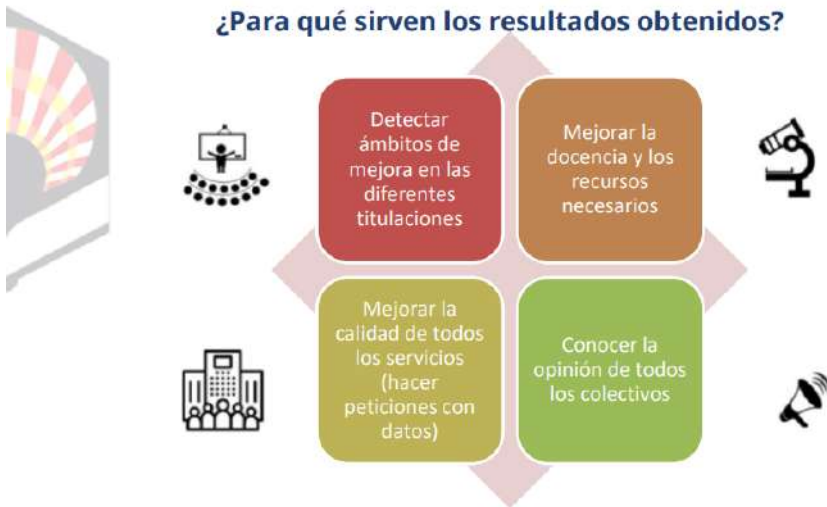 ¿Para qué sirven los resultados obtenidos?
Detectar
ámbitos de
mejora en las
diferentes
titulaciones
Mejorar la
docencia y los
recursos
necesarios
Mejorar la
calidad de todos
los servicios
(hacer
peticiones con
datos)
Conocer la
opinión de todos
los colectivos